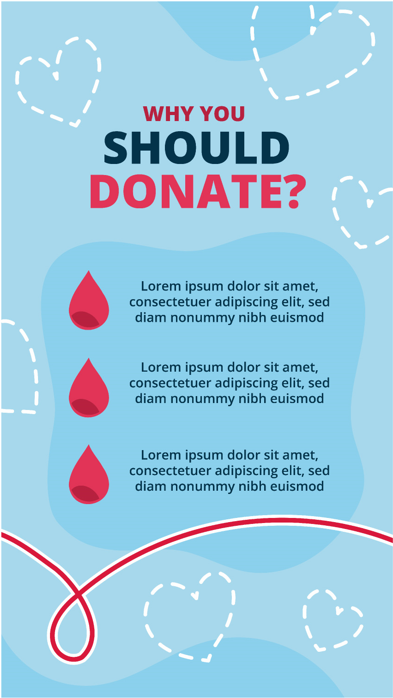 WHY YOU
SHOULD
DONATE?
Lorem ipsum dolor sit amet,
consectetuer adipiscing elit, sed
diam nonummy nibh euismod
Lorem ipsum dolor sit amet,
consectetuer adipiscing elit, sed
diam nonummy nibh euismod
Lorem ipsum dolor sit amet,
consectetuer adipiscing elit, sed
diam nonummy nibh euismod